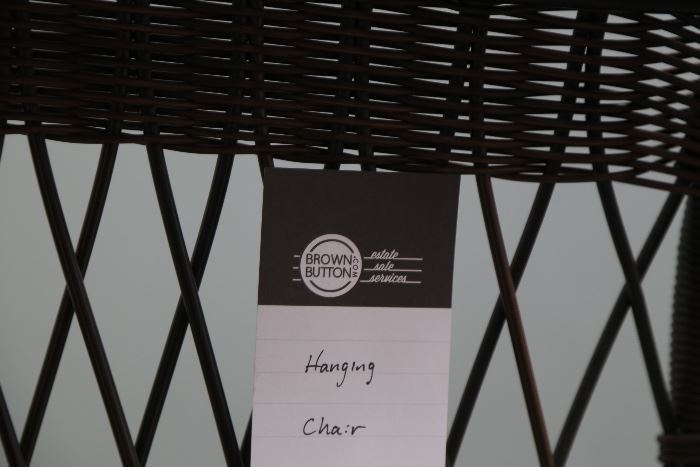 BROWN
BUTTON
.COM
estate
sale
services
Hanging
Chair